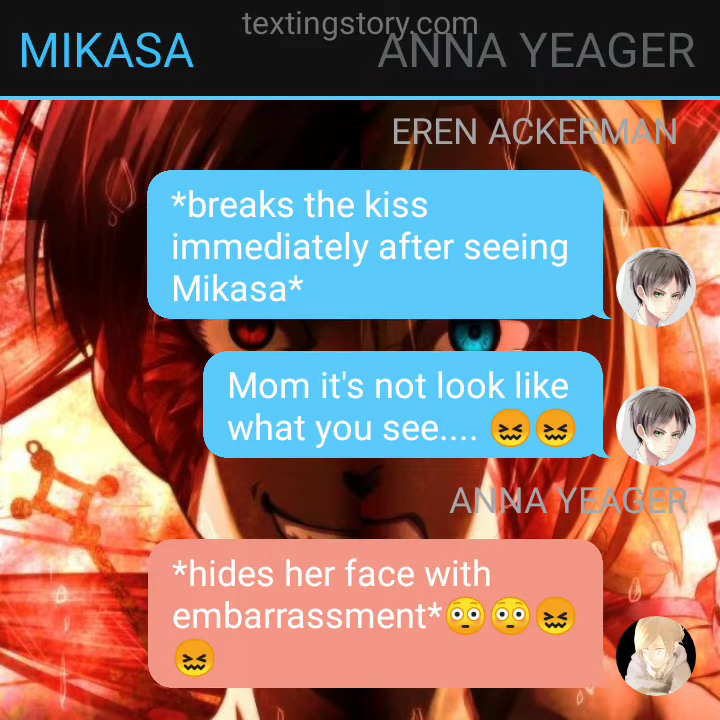 textingstory.com
MIKASA
ANNA YEAGER
EREN ACKERMAN
*breaks the kiss
immediately after seeing
Mikasa*
Mom it's not look like
what you see.... 😖😖
ANNA YEAGER
*hides her face with
embarrassment*😳😳😖
😖